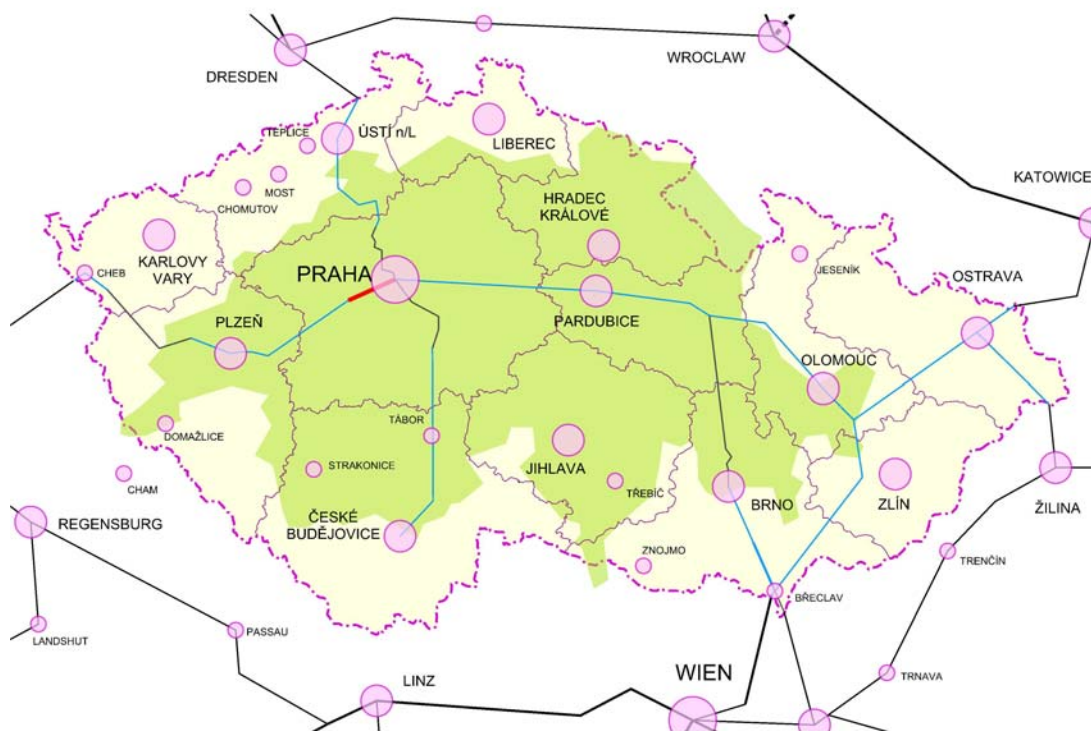 WROCLAW
DRESDEN
TEPLICE
ÚSTÍ n/L
LIBEREC
MOST
CHOMUTOV
KATOWICE
HRADEC
KRÁLOVÉ
KARLOVY
VARY
CHEB
PRAHA
JESENÍK
OSTRAVA
PLZEŇ
PARDUBICE
OLOMOUC
TÁBOR
DOMAŽLICE
STRAKONICE
JIHLAVA
CHAM
TŘEBÍČ
BRNO
ZLÍN
ŽILINA
REGENSBURG
ČESKÉ
BUDĚJOVICE
ZNOJMO
TRENČÍN
BŘECLAV
LANDSHUT
PASSAU
LINZ
WIEN
TRNAVA